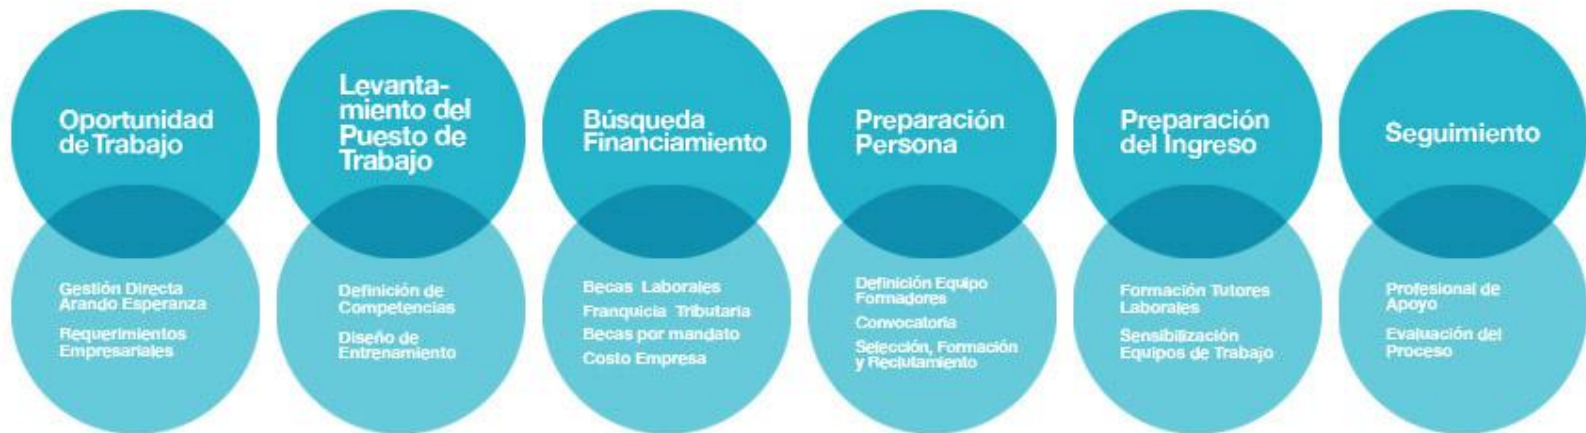 Oportunidad
de Trabajo
Gestión Directa
Arando Esperanza
Requerimientos
Empresariales
Levanta-
miento del
Puesto de
Trabajo
Definición de
Competencias
Diseño de
Entrenamiento
Búsqueda
Financiamiento
Becas Laborales
Franquicia Tributaria
Becas por mandato
Costo Empresa
Preparación
Persona
Definición Equipo
Formadores
Convocatoria
Selección, Formación
y Reclutamiento
Preparación
del Ingreso
Formación Tutores
Laborales
Sensibilización
Equipos de Trabajo
Seguimiento
Profesional de
Apoyo
Evaluación del
Proceso